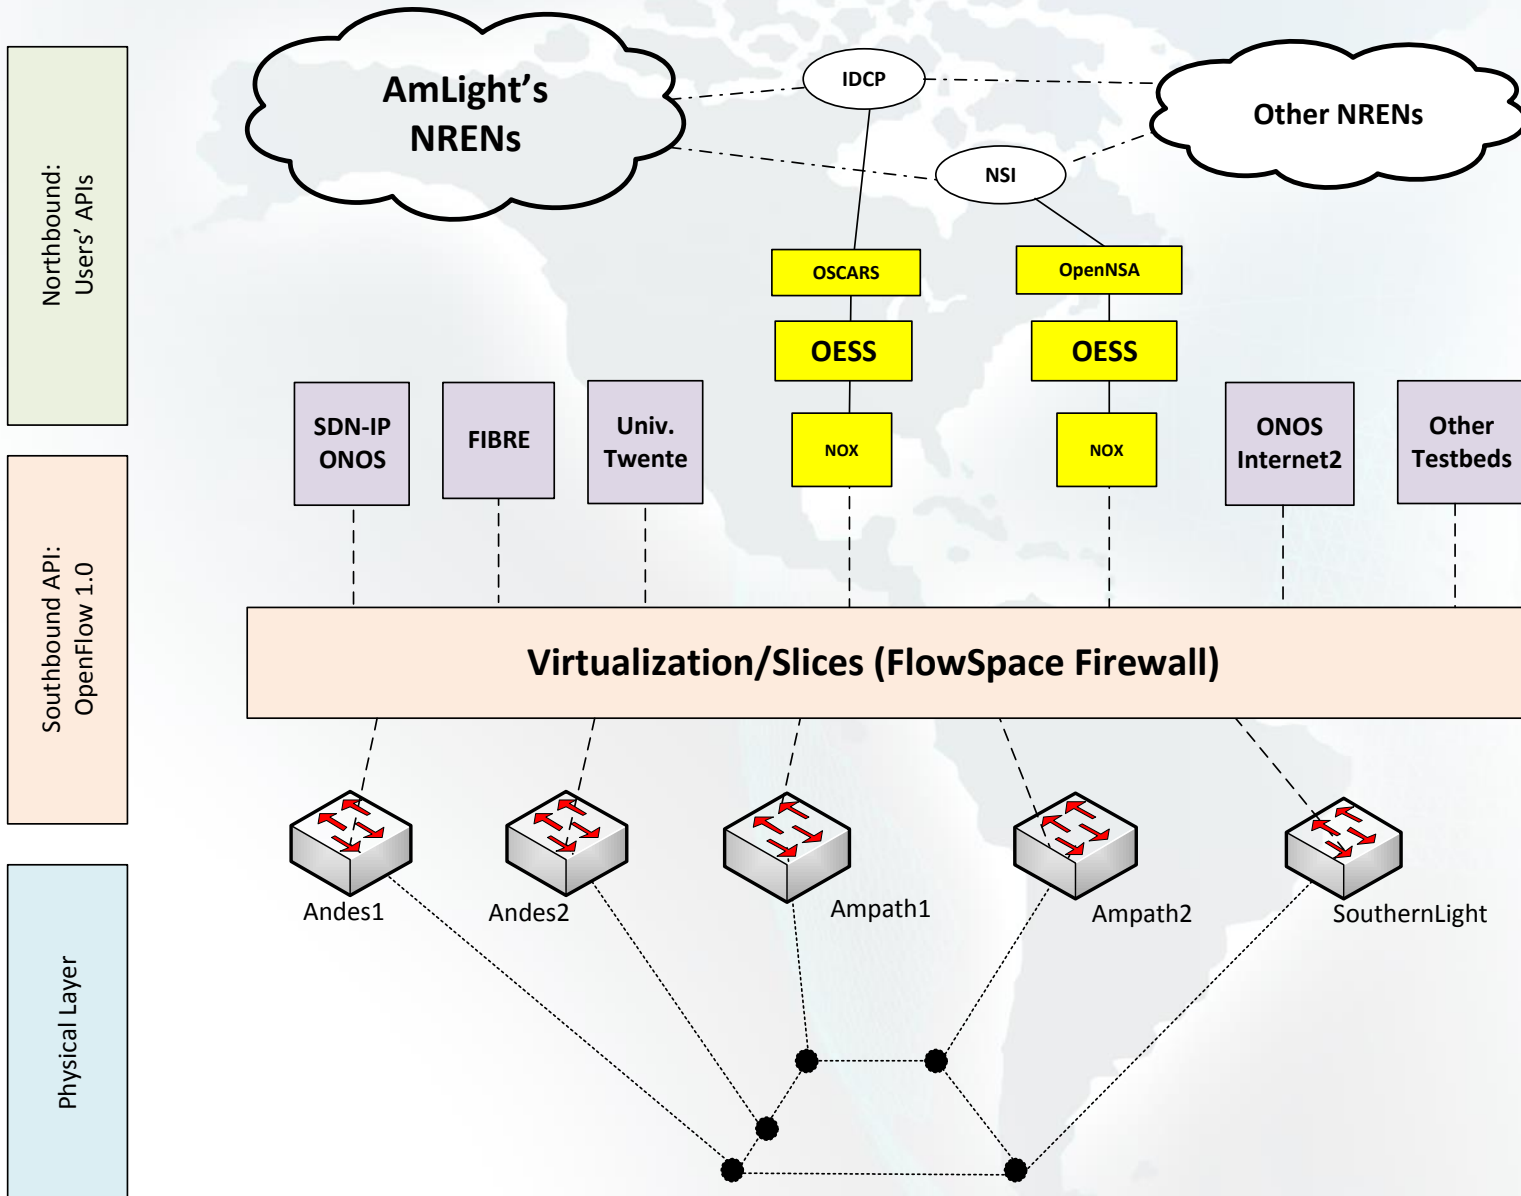 AmLight's
NRENs
IDCP
Other NRENs
NSI
Northbound:
Users' APIs
OSCARS
OpenNSA
OESS
OESS
SDN-IP
ONOS
FIBRE
Univ.
Twente
NOX
NOX
ONOS
Internet2
Other
Testbeds
Southbound API:
OpenFlow 1.0
Virtualization/Slices (FlowSpace Firewall)
Andes1
Andes2
Ampath1
Ampath2
SouthernLight
Physical Layer